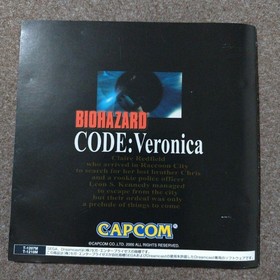 BIOHAZARD
CODE:Veronica
Claire Redfield
who arrived in Raccoon City
to search for her lost brother Chris
and a rookie police officer
Leon S. Kennedy managed
to escape from the city
but their ordeal was only
a prelude of things to come
CAPCOM
©CAPCOM CO.,LTD. 2000 ALL RIGHTS RESERVED.